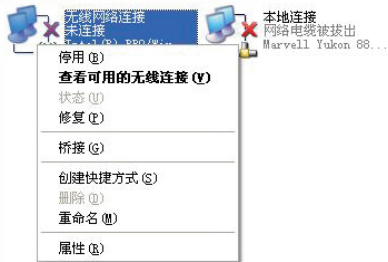 无线网络连接
未连接
本地连接
网络电缆被拔出
Marvell Yukon 88...
停用(B)
查看可用的无线连接(V)
状态(U)
修复(P)
桥接(G)
创建快捷方式(S)
删除(D)
重命名(M)
属性(R)